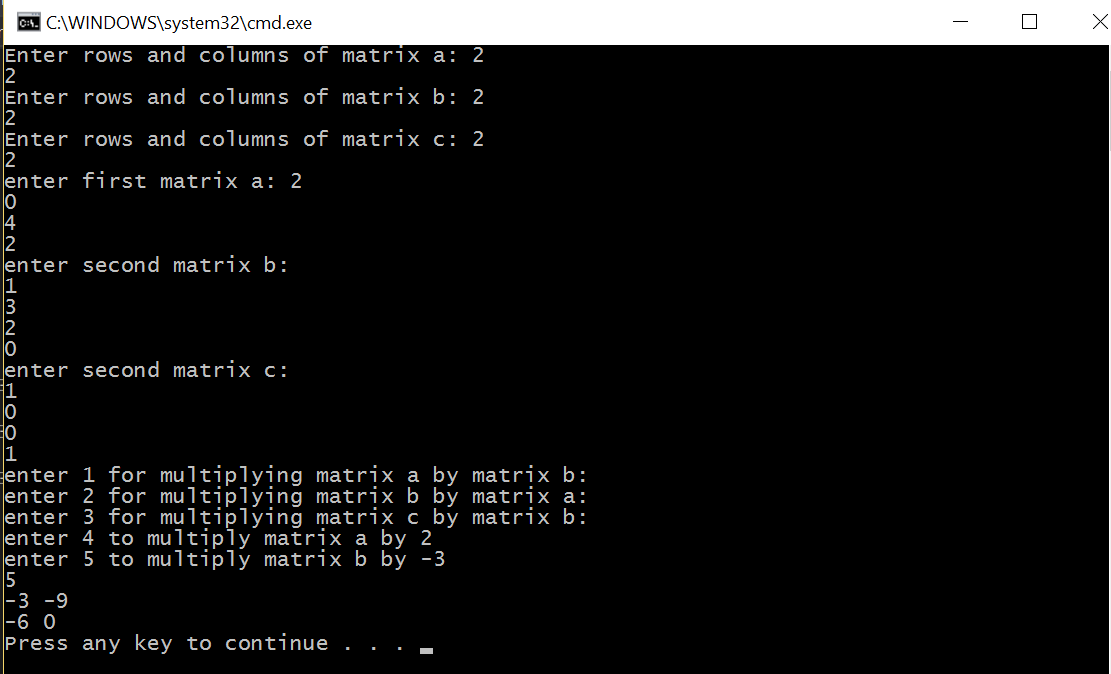 C:\WINDOWS\system32\cmd.exe
Enter rows and columns of matrix a: 2
2
Enter rows and columns of matrix b: 2
2
Enter rows and columns of matrix c: 2
2
enter first matrix a: 2
0
4
2
enter second matrix b:
1
3
2
0
enter second matrix c:
1
0
0
1
enter 1 for multiplying matrix a by matrix b:
enter 2 for multiplying matrix b by matrix a:
enter 3 for multiplying matrix c by matrix b:
enter 4 to multiply matrix a by 2
enter 5 to multiply matrix b by -3
5
-3 -9
-6 0
Press any key to continue . . .